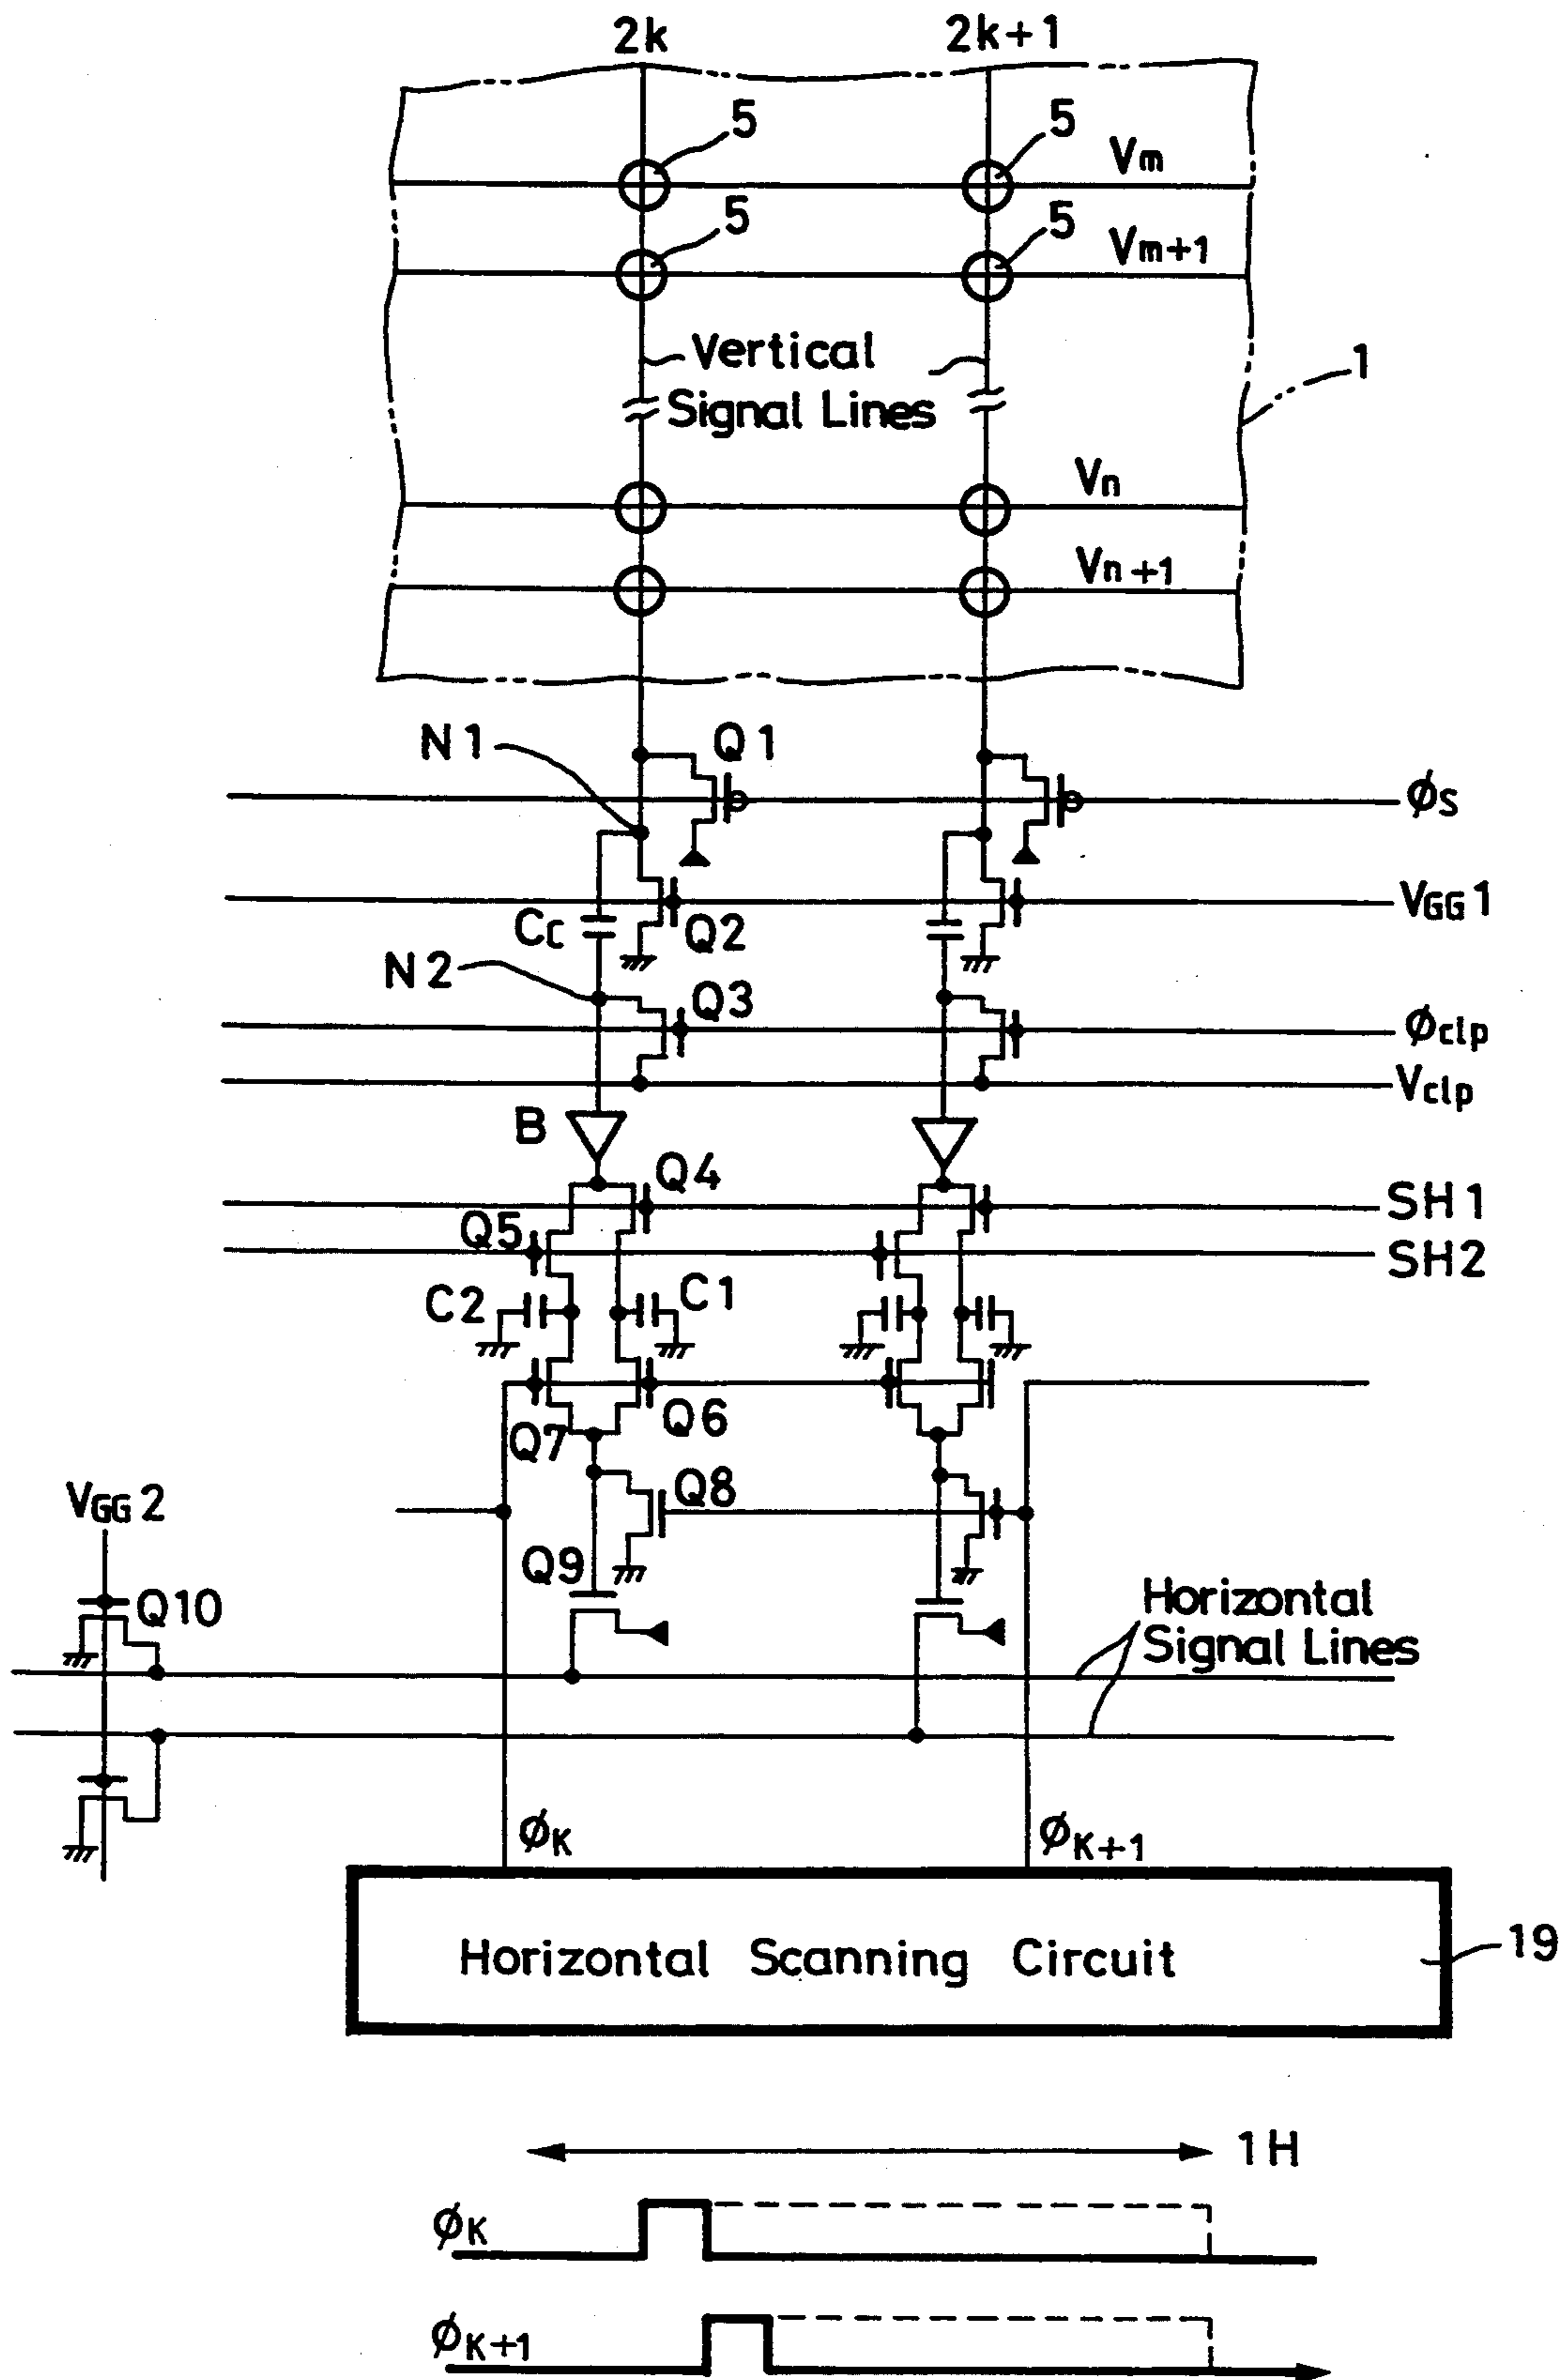 2k
2k+1
5
5
Vm
5
5
Vm+1
Vertical
Signal Lines
1
Vn
Vn+1
N1
Q1
ϕS
VGG1
Cc
Q2
N2
Q3
ϕclp
Vclp
B
Q4
SH1
Q5
SH2
C2
C1
Q7
Q6
VGG2
Q8
Q9
Q10
Horizontal
Signal Lines
ϕK
ϕK+1
Horizontal Scanning Circuit
19
1H
ϕK
ϕK+1